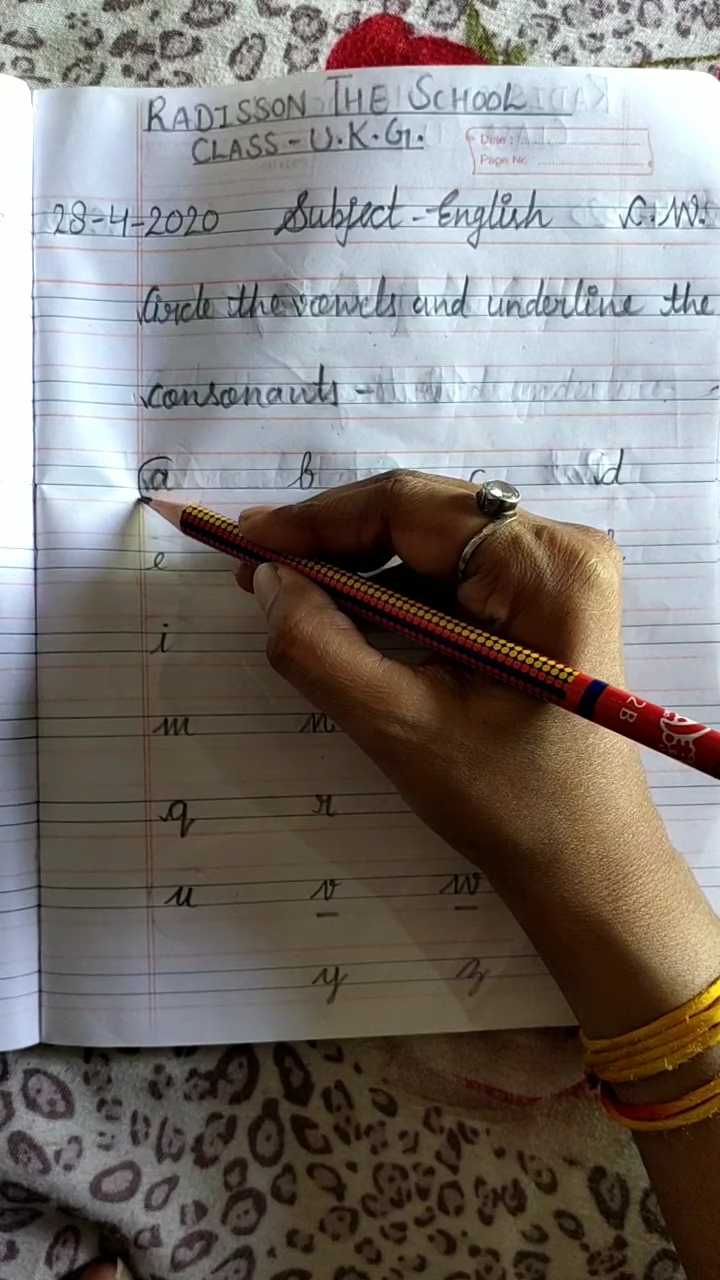 RADISSON THE SCHOOL
CLASS - U.K.G.
Date :
Page No
28-4-2020 Subject - English C.W.
Circle the vowels and underline the
consonants -
a b c d
e
i
m n
q r
u v w
y z
2B